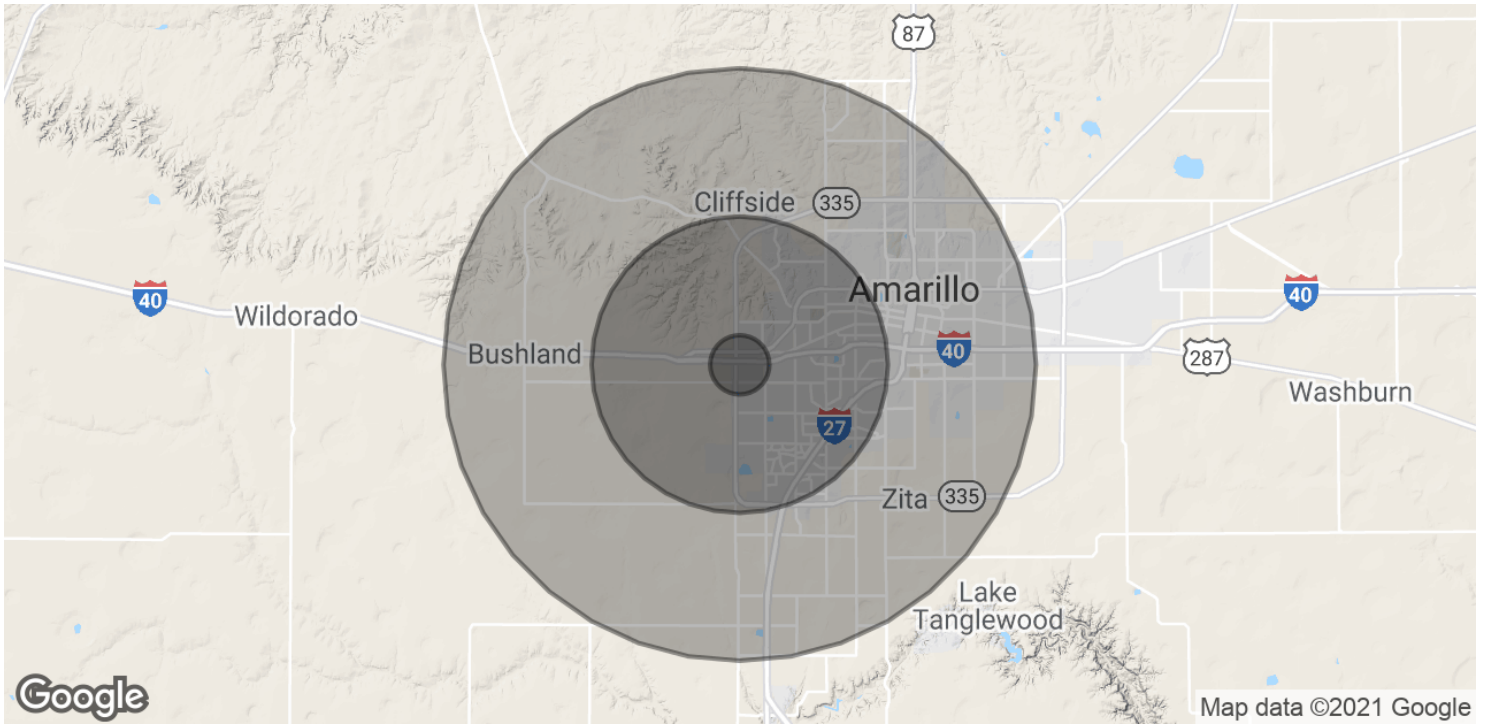 87
Cliffside
335
Amarillo
40
40
Wildorado
Bushland
40
287
Washburn
27
Zita
335
Lake
Tanglewood
Google
Map data ©2021 Google